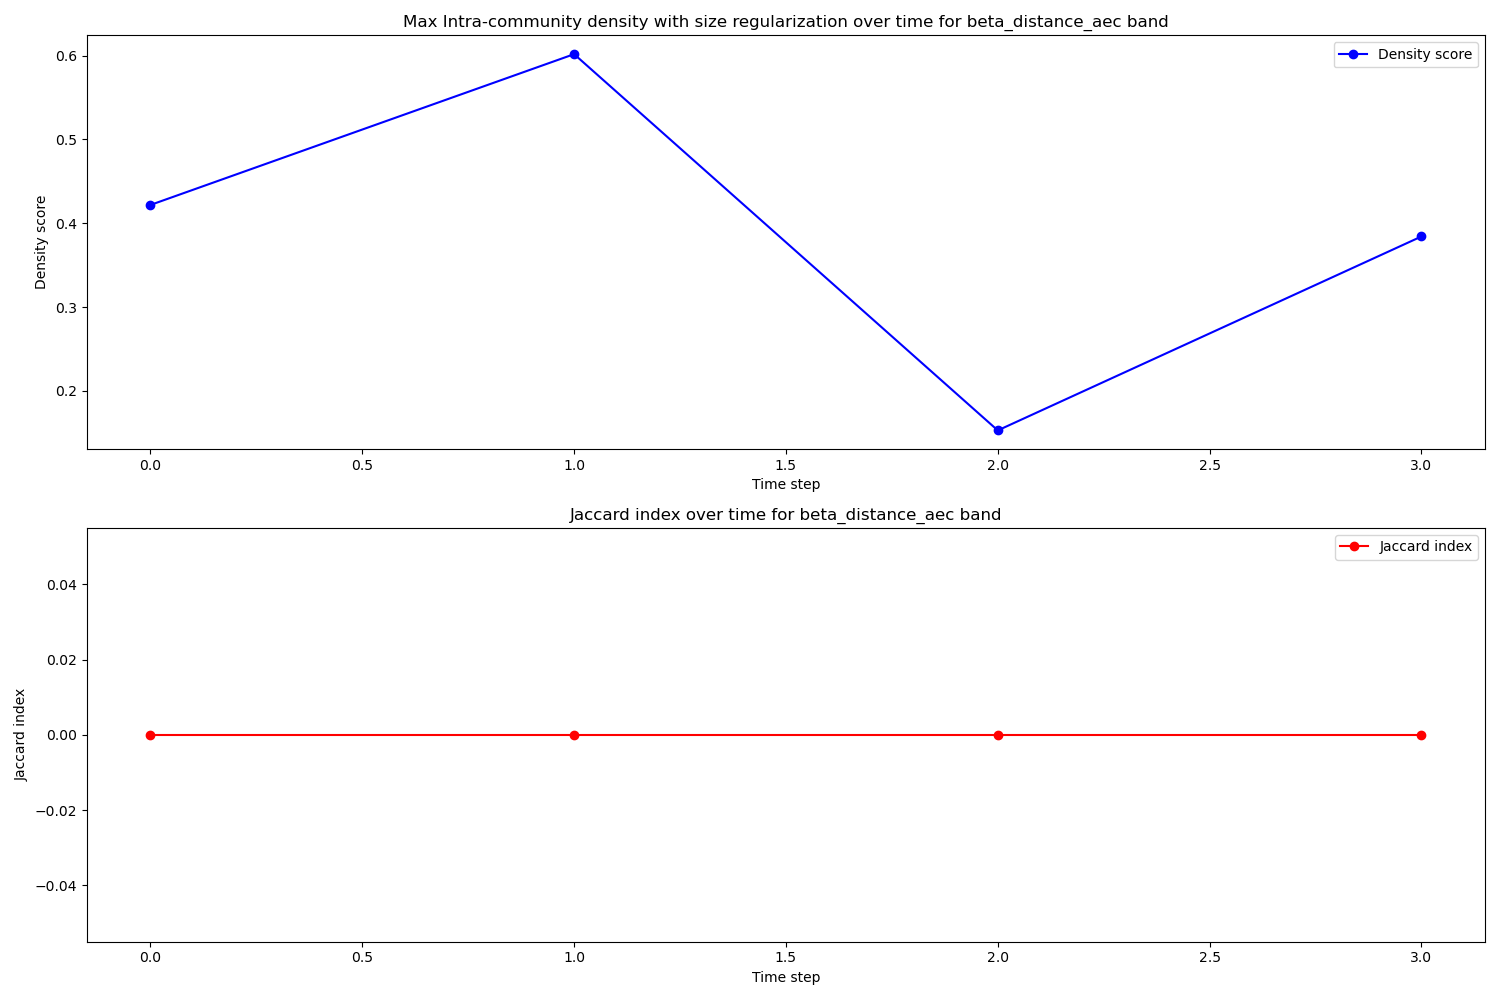 Max Intra-community density with size regularization over time for beta_distance_aec band
Density score
0.6
0.5
0.4
0.3
0.2
Density score
0.0 0.5 1.0 1.5 2.0 2.5 3.0
Time step
Jaccard index over time for beta_distance_aec band
Jaccard index
0.04
0.02
0.00
−0.02
−0.04
Jaccard index
0.0 0.5 1.0 1.5 2.0 2.5 3.0
Time step